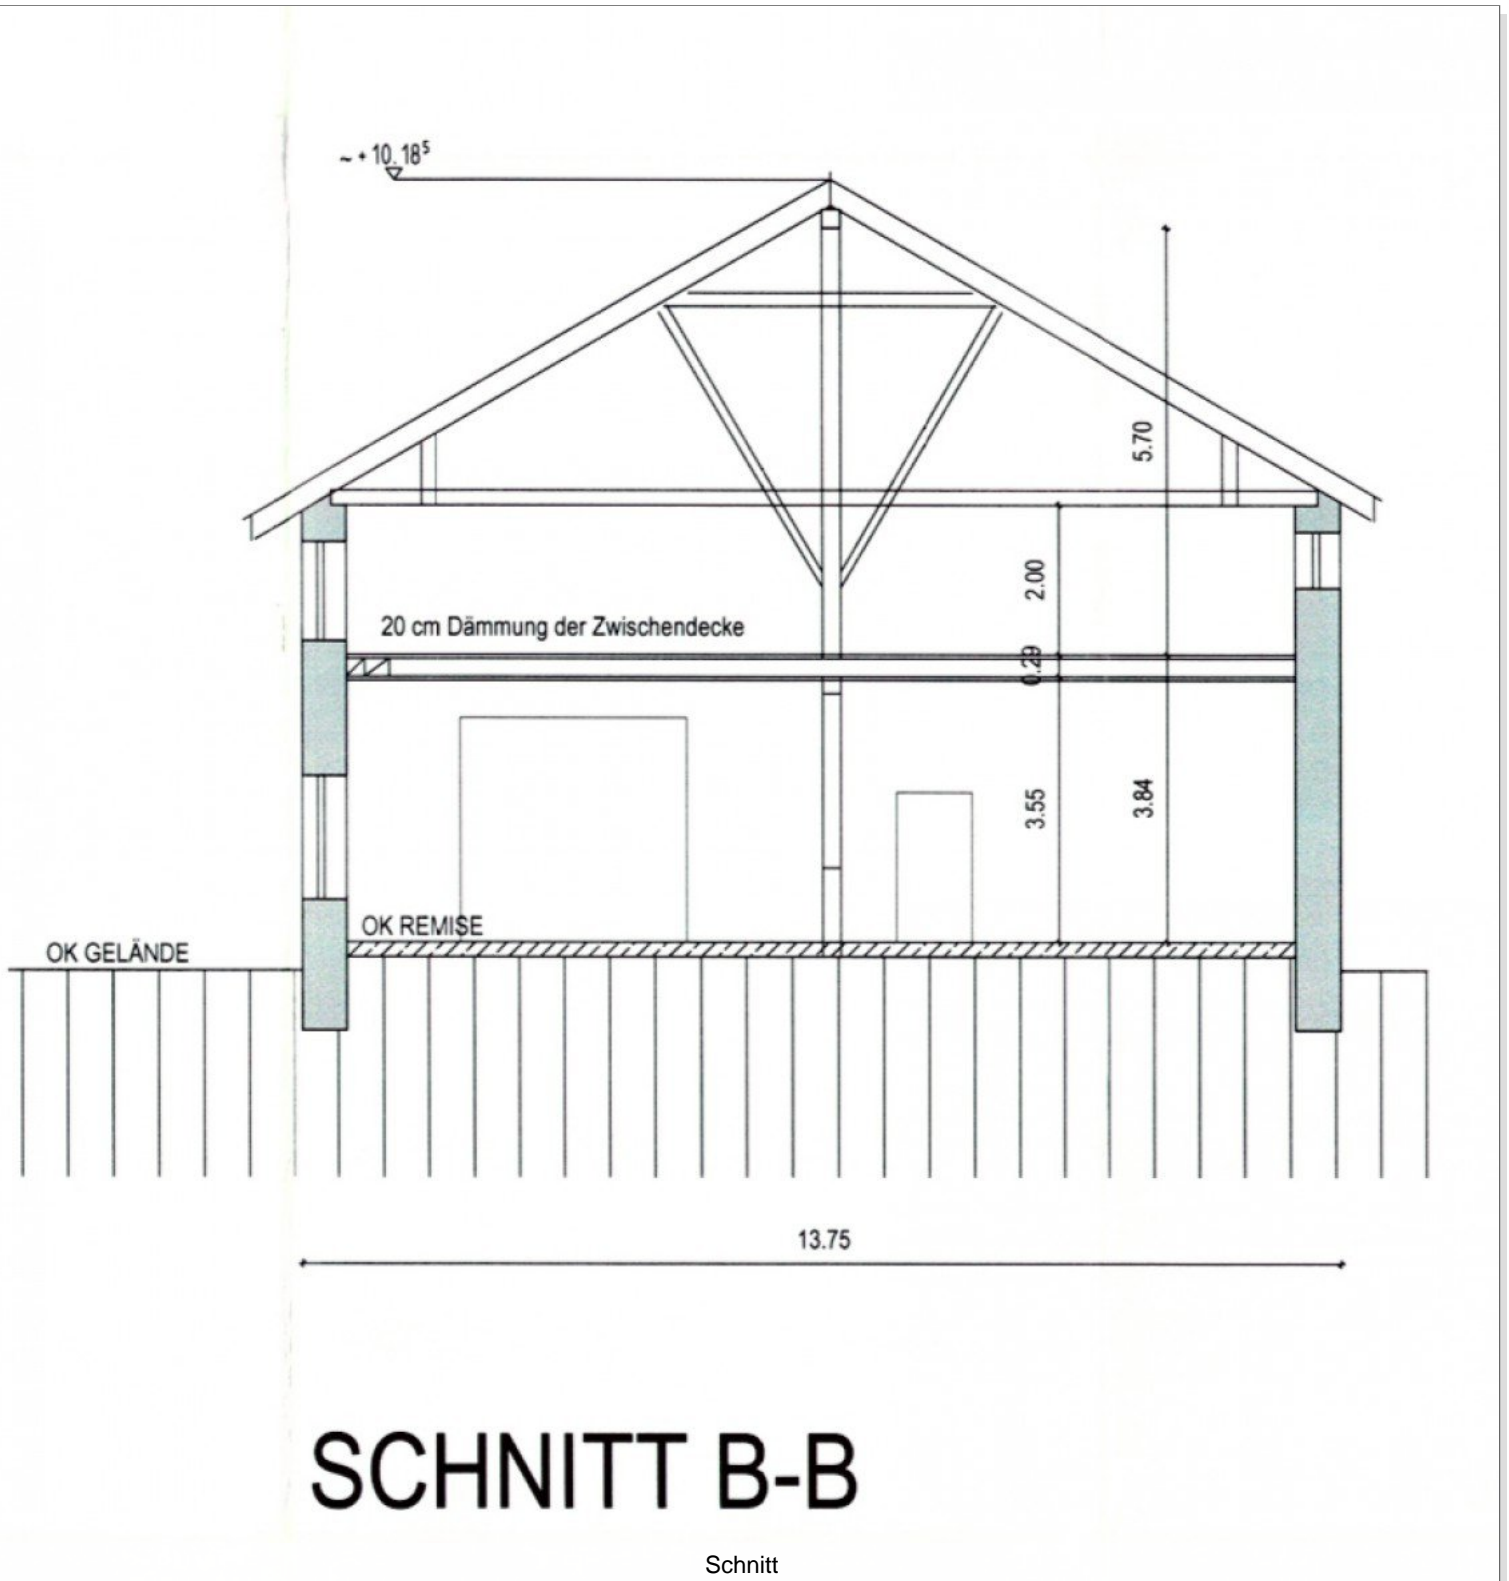 ~ + 10.18⁵
5.70
2.00
20 cm Dämmung der Zwischendecke
0.29
3.55
3.84
OK REMISE
OK GELÄNDE
13.75
SCHNITT B-B
Schnitt